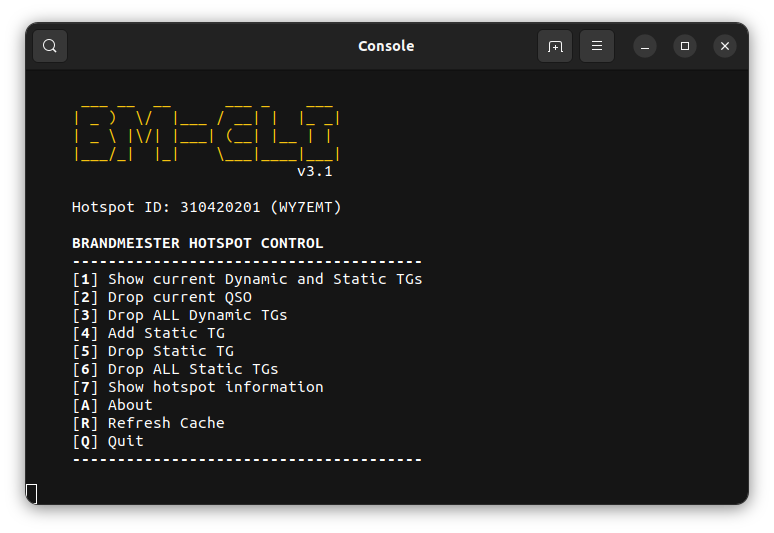 Console
BM-CLI
v3.1
Hotspot ID: 310420201 (WY7EMT)
BRANDMEISTER HOTSPOT CONTROL
---------------------------------------
[1] Show current Dynamic and Static TGs
[2] Drop current QSO
[3] Drop ALL Dynamic TGs
[4] Add Static TG
[5] Drop Static TG
[6] Drop ALL Static TGs
[7] Show hotspot information
[A] About
[R] Refresh Cache
[Q] Quit
---------------------------------------